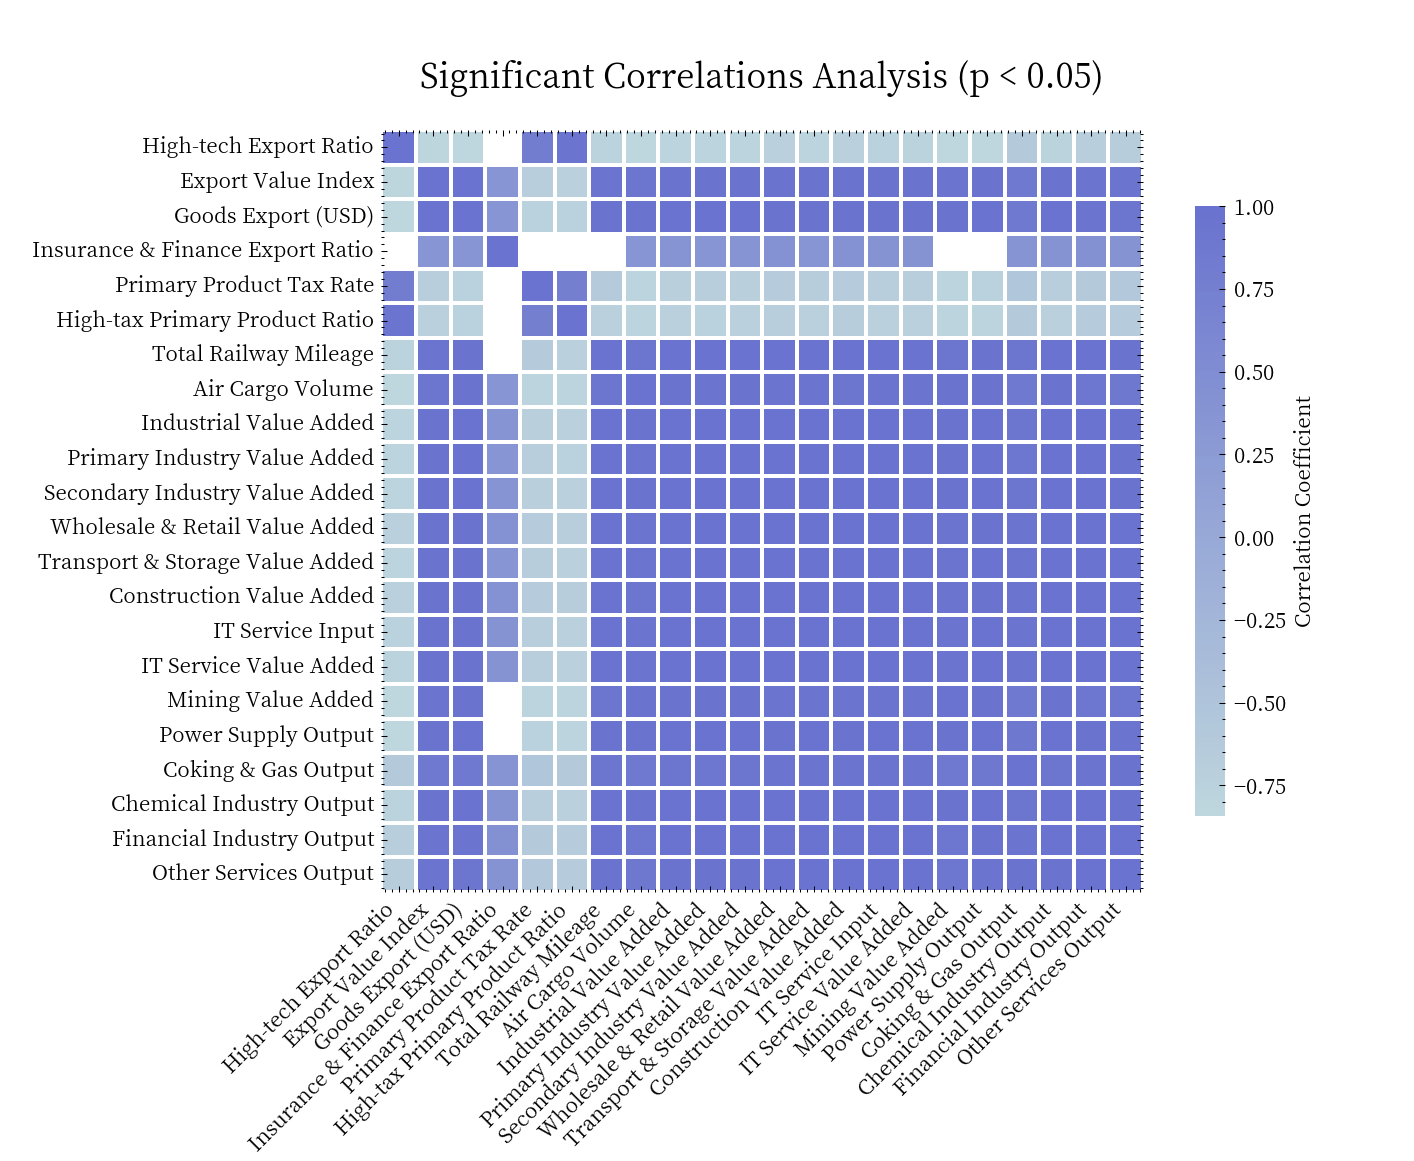 Significant Correlations Analysis (p < 0.05)
High-tech Export Ratio
Export Value Index
Goods Export (USD)
Insurance & Finance Export Ratio
Primary Product Tax Rate
High-tax Primary Product Ratio
Total Railway Mileage
Air Cargo Volume
Industrial Value Added
Primary Industry Value Added
Secondary Industry Value Added
Wholesale & Retail Value Added
Transport & Storage Value Added
Construction Value Added
IT Service Input
IT Service Value Added
Mining Value Added
Power Supply Output
Coking & Gas Output
Chemical Industry Output
Financial Industry Output
Other Services Output
High-tech Export Ratio
Export Value Index
Goods Export (USD)
Insurance & Finance Export Ratio
Primary Product Tax Rate
High-tax Primary Product Ratio
Total Railway Mileage
Air Cargo Volume
Industrial Value Added
Primary Industry Value Added
Secondary Industry Value Added
Wholesale & Retail Value Added
Transport & Storage Value Added
Construction Value Added
IT Service Input
IT Service Value Added
Mining Value Added
Power Supply Output
Coking & Gas Output
Chemical Industry Output
Financial Industry Output
Other Services Output
1.00
0.75
0.50
0.25
0.00
−0.25
−0.50
−0.75
Correlation Coefficient